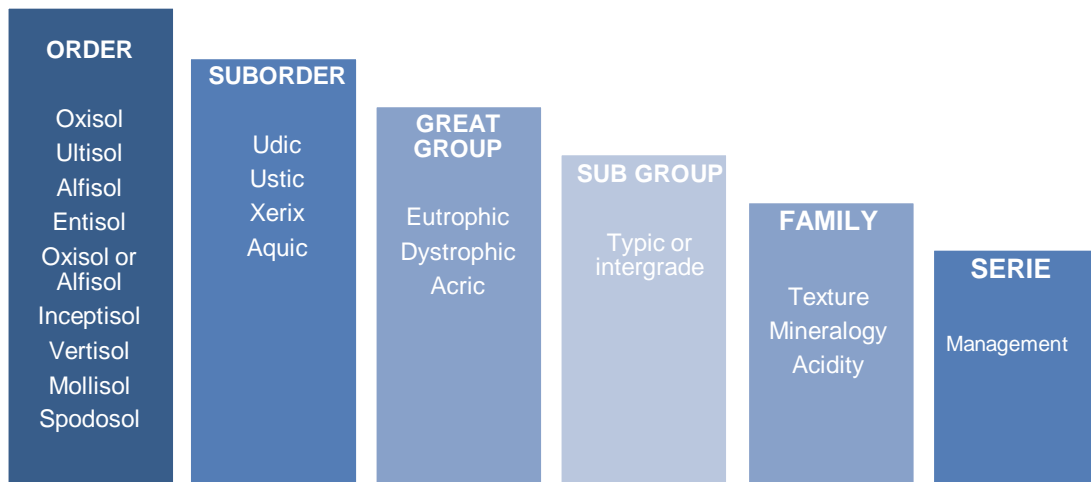 ORDER
Oxisol
Ultisol
Alfisol
Entisol
Oxisol or
Alfisol
Inceptisol
Vertisol
Mollisol
Spodosol
SUBORDER
Udic
Ustic
Xerix
Aquic
GREAT
GROUP
Eutrophic
Dystrophic
Acric
SUB GROUP
Typic or
intergrade
FAMILY
Texture
Mineralogy
Acidity
SERIE
Management